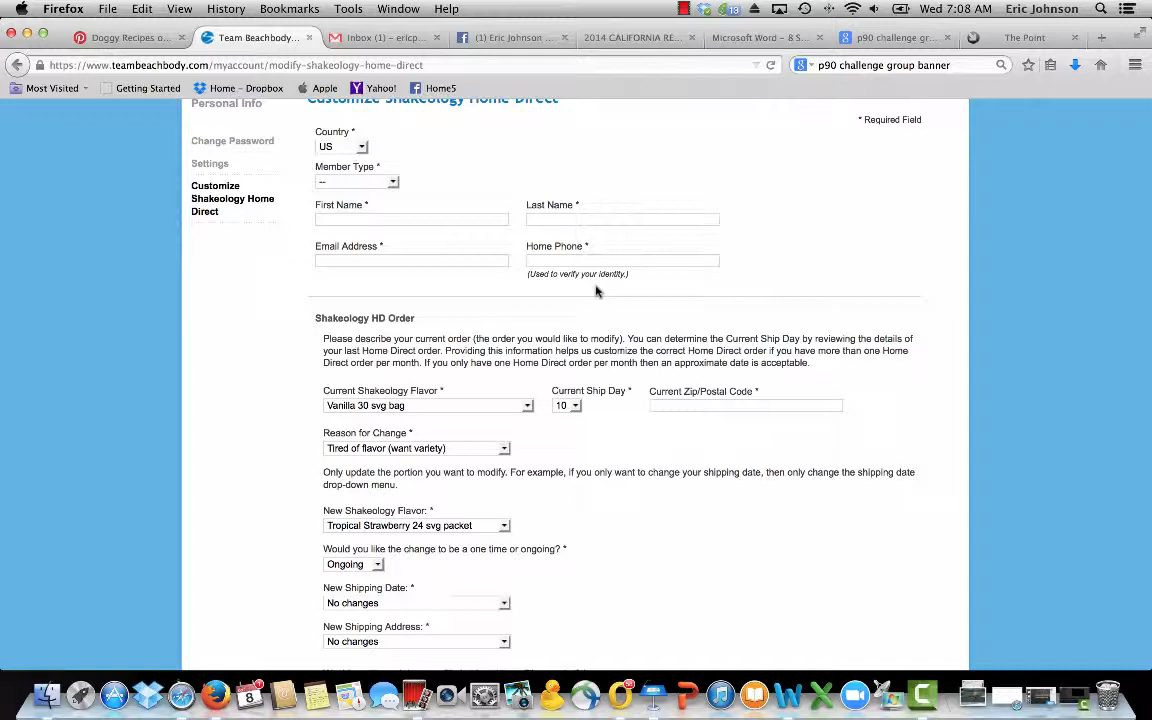 Firefox File Edit View History Bookmarks Tools Window Help 13 Wed 7:08 AM Eric Johnson
Doggy Recipes o... × Team Beachbody... × Inbox (1) — ericp... × (1) Eric Johnson ... × 2014 CALIFORNIA RE... × Microsoft Word - 8 S... × p90 challenge gr... × The Point × +
https://www.teambeachbody.com/myaccount/modify-shakeology-home-direct p90 challenge group banner
Most Visited Getting Started Home - Dropbox Apple Yahoo! Home5
Personal Info
Customize Shakeology Home Direct
* Required Field
Change Password
Settings
Customize
Shakeology Home
Direct
Country *
US
Member Type *
--
First Name * Last Name *
Email Address * Home Phone *
(Used to verify your identity.)
Shakeology HD Order
Please describe your current order (the order you would like to modify). You can determine the Current Ship Day by reviewing the details
of your last Home Direct order. Providing this information helps us customize the correct Home Direct order if you have more than one Home
Direct order per month. If you only have one Home Direct order per month then an approximate date is acceptable.
Current Shakeology Flavor * Current Ship Day * Current Zip/Postal Code *
Vanilla 30 svg bag 10
Reason for Change *
Tired of flavor (want variety)
Only update the portion you want to modify. For example, if you only want to change your shipping date, then only change the shipping date
drop-down menu.
New Shakeology Flavor: *
Tropical Strawberry 24 svg packet
Would you like the change to be a one time or ongoing? *
Ongoing
New Shipping Date: *
No changes
New Shipping Address: *
No changes